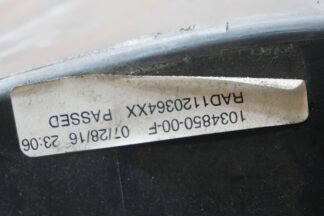 1034850-00-F
RAD1120364XX
07/28/16 23:06 PASSED